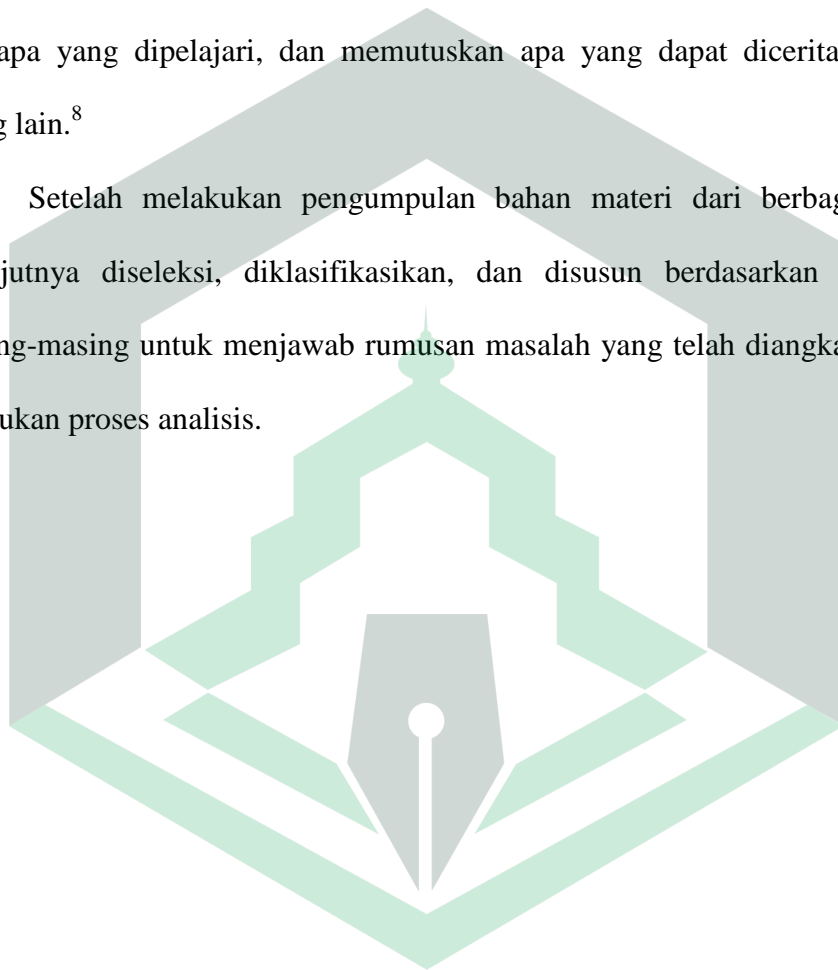 apa yang dipelajari, dan memutuskan apa yang dapat dicerita
lain.⁸
Setelah melakukan pengumpulan bahan materi dari berbag
jutnya diseleksi, diklasifikasikan, dan disusun berdasarkan
ng-masing untuk menjawab rumusan masalah yang telah diangka
ukan proses analisis.